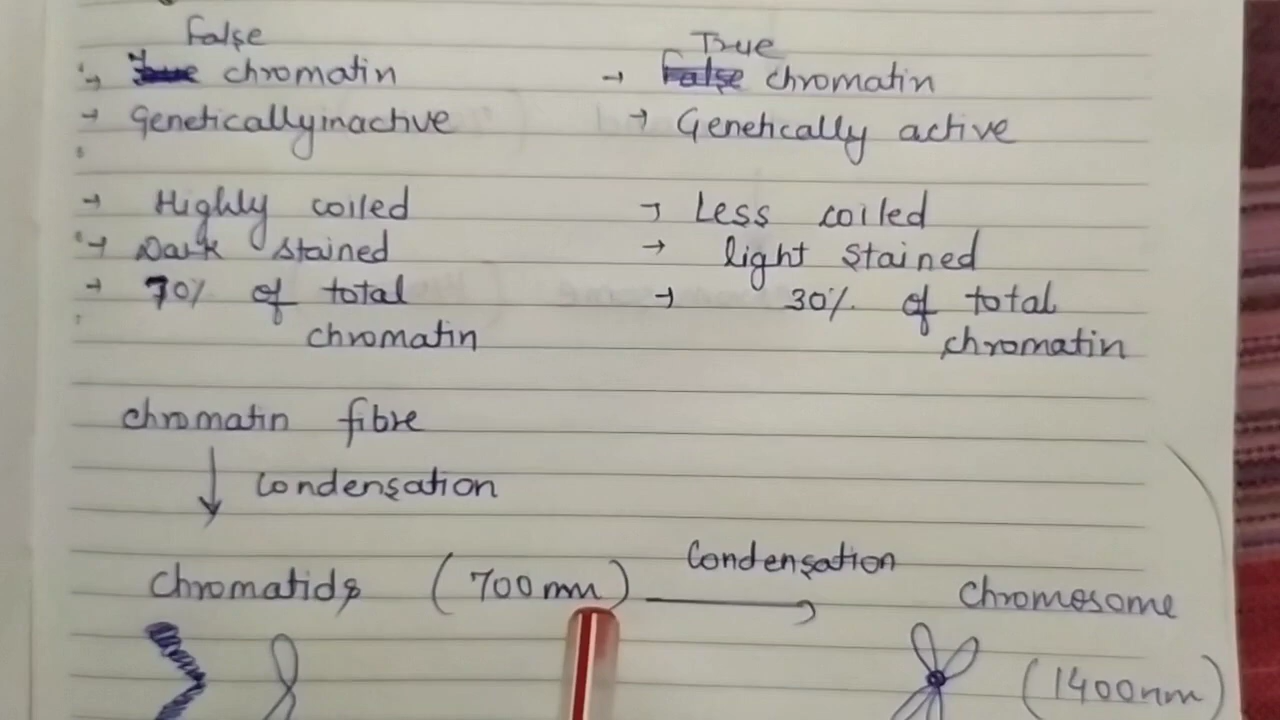 False
True
→ chromatin
→ False chromatin
→ Genetically inactive
→ Genetically active
→ Highly coiled
→ Less coiled
→ Dark stained
→ light stained
→ 70% of total
→ 30% of total
chromatin
chromatin
chromatin fibre
↓ Condensation
Chromatids (700nm) → Condensation
Chromosome
(1400nm)